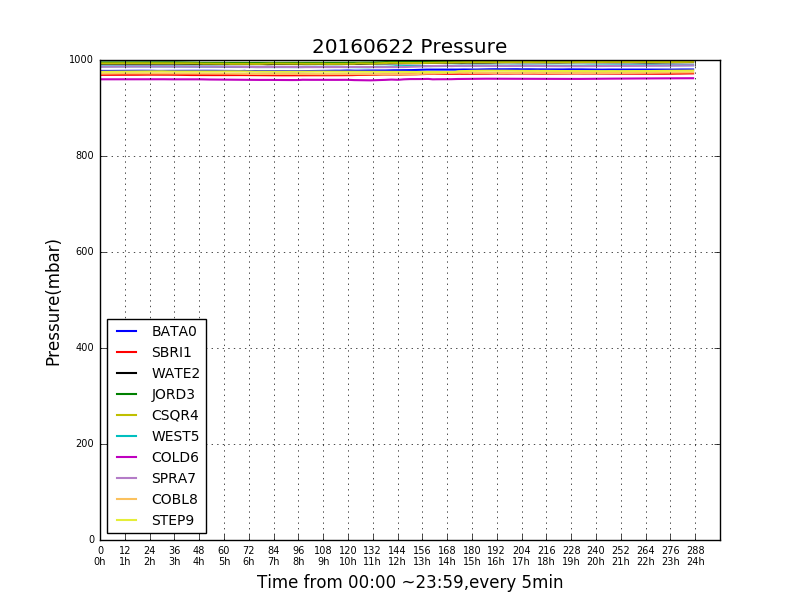 20160622 Pressure
Pressure(mbar)
1000
800
600
400
200
0
BATA0
SBRI1
WATE2
JORD3
CSQR4
WEST5
COLD6
SPRA7
COBL8
STEP9
0 12 24 36 48 60 72 84 96 108 120 132 144 156 168 180 192 204 216 228 240 252 264 276 288
0h 1h 2h 3h 4h 5h 6h 7h 8h 9h 10h 11h 12h 13h 14h 15h 16h 17h 18h 19h 20h 21h 22h 23h 24h
Time from 00:00 ~23:59,every 5min